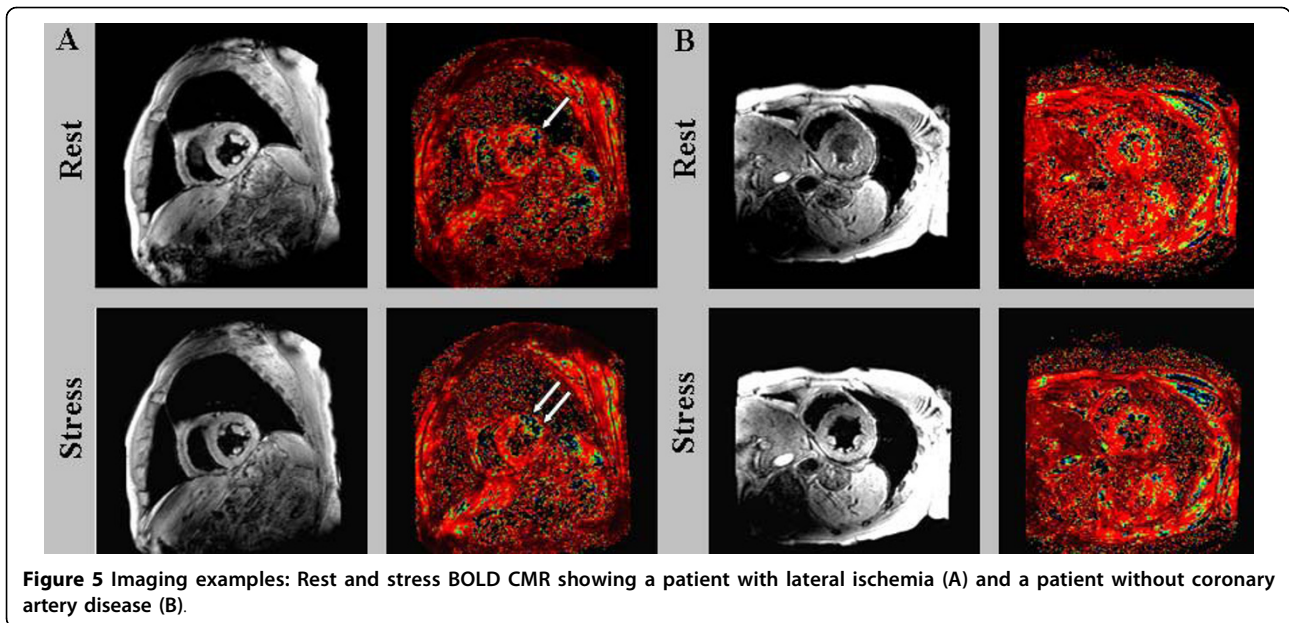 A
B
Rest
Rest
Stress
Stress
Figure 5 Imaging examples: Rest and stress BOLD CMR showing a patient with lateral ischemia (A) and a patient without coronary
artery disease (B).